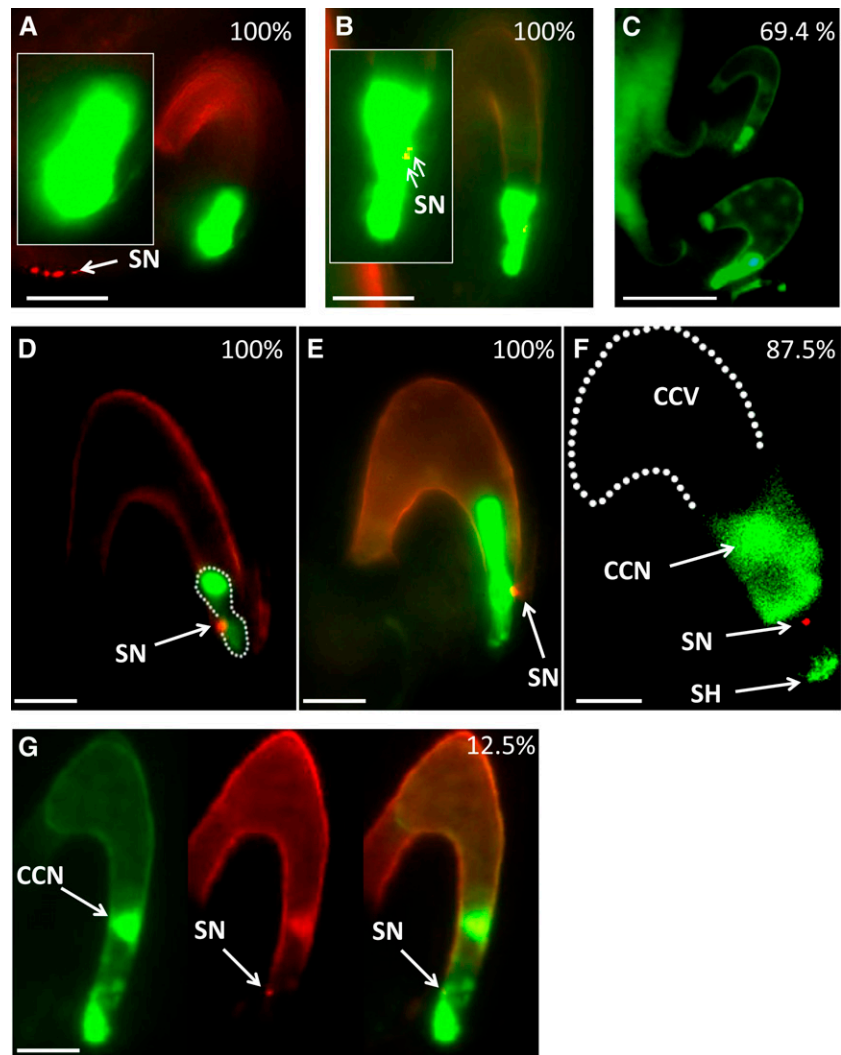 A 100%
SN
B 100%
SN
C 69.4 %
D 100%
SN
E 100%
SN
F 87.5%
CCV
CCN
SN
SH
G 12.5%
CCN
SN
SN